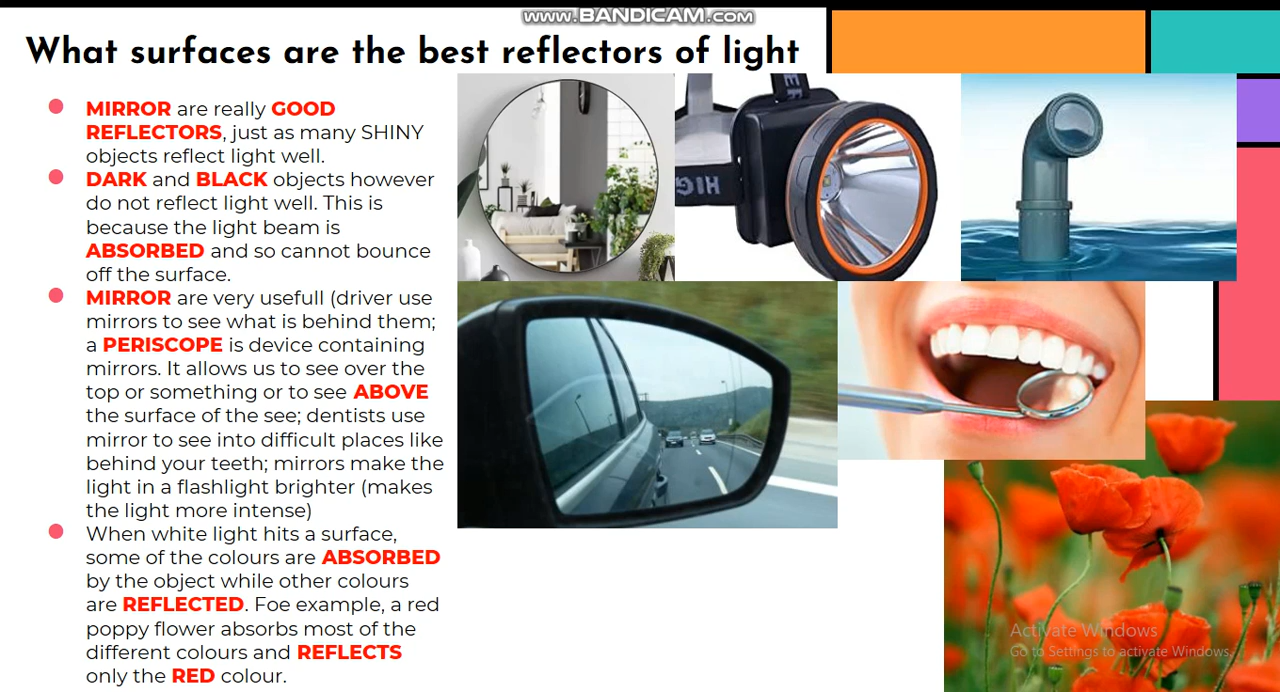 www.BANDICAM.com
What surfaces are the best reflectors of light
MIRROR are really GOOD
REFLECTORS, just as many SHINY
objects reflect light well.
DARK and BLACK objects however
do not reflect light well. This is
because the light beam is
ABSORBED and so cannot bounce
off the surface.
MIRROR are very usefull (driver use
mirrors to see what is behind them;
a PERISCOPE is device containing
mirrors. It allows us to see over the
top or something or to see ABOVE
the surface of the see; dentists use
mirror to see into difficult places like
behind your teeth; mirrors make the
light in a flashlight brighter (makes
the light more intense)
When white light hits a surface,
some of the colours are ABSORBED
by the object while other colours
are REFLECTED. Foe example, a red
poppy flower absorbs most of the
different colours and REFLECTS
only the RED colour.
HIG
ER
Activate Windows
Go to Settings to activate Windows.